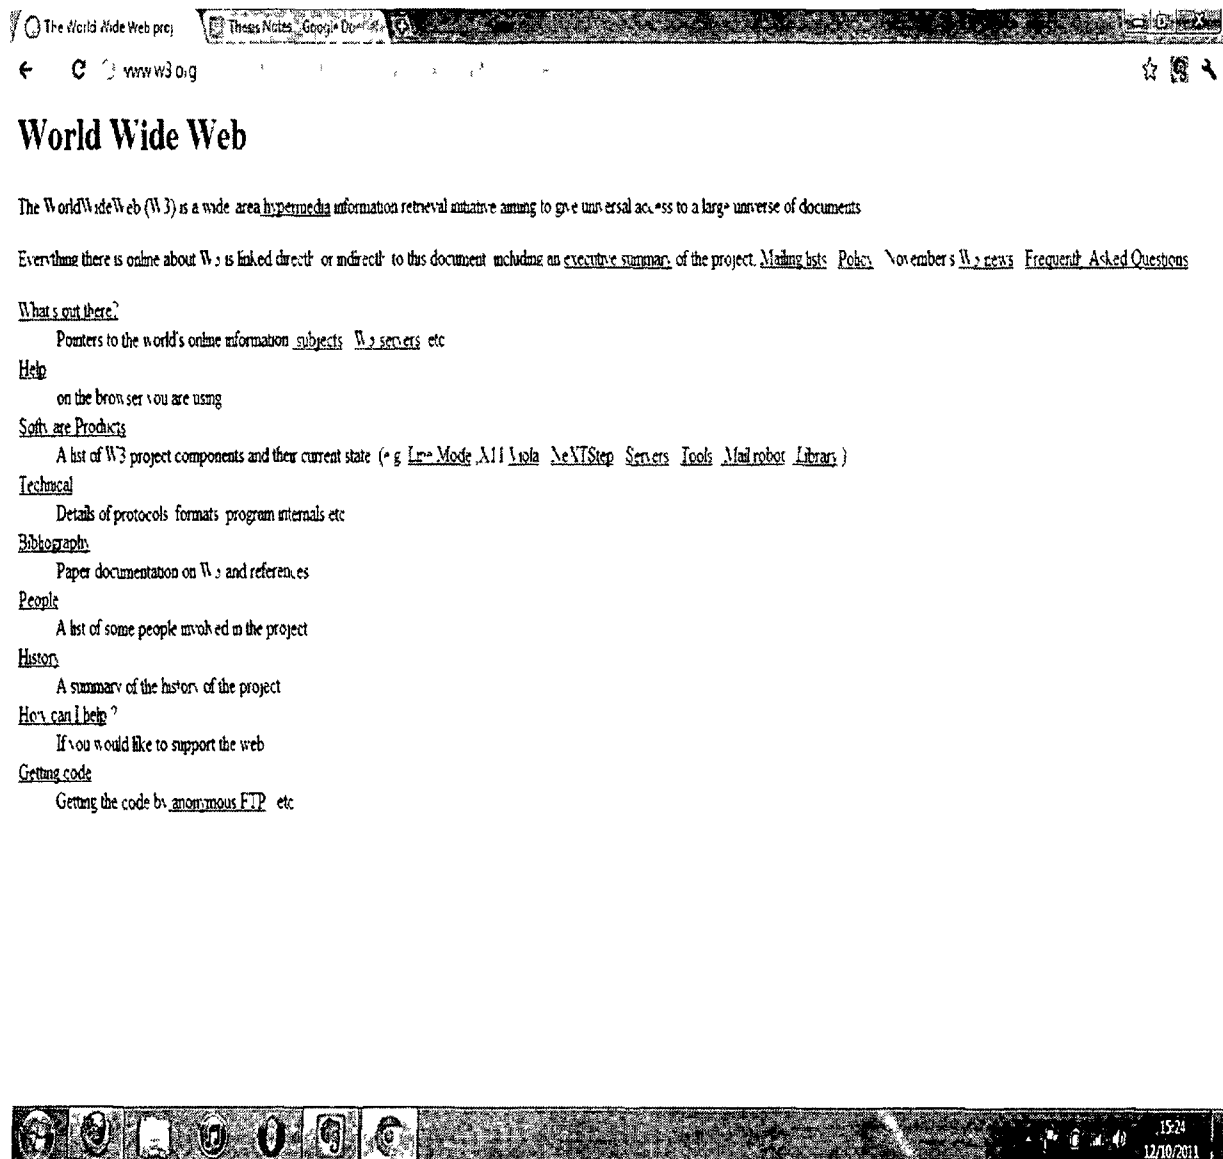 The World Wide Web proj Thesis Notes Google Do
www w3 org
World Wide Web
The WorldWideWeb (W3) is a wide area hypermedia information retrieval initiative aiming to give universal access to a large universe of documents
Everything there is online about W3 is linked directly or indirectly to this document including an executive summary of the project, Mailing lists Policy November s W3 news Frequently Asked Questions
What s out there?
Pointers to the world's online information subjects W3 servers etc
Help
on the browser you are using
Software Products
A list of W3 project components and their current state (e g Line Mode ,X11 Viola NeXTStep Servers Tools Mail robot Library )
Technical
Details of protocols formats program internals etc
Bibliography
Paper documentation on W3 and references
People
A list of some people involved in the project
History
A summary of the history of the project
How can I help ?
If you would like to support the web
Getting code
Getting the code by anonymous FTP etc
15:24
12/10/2011